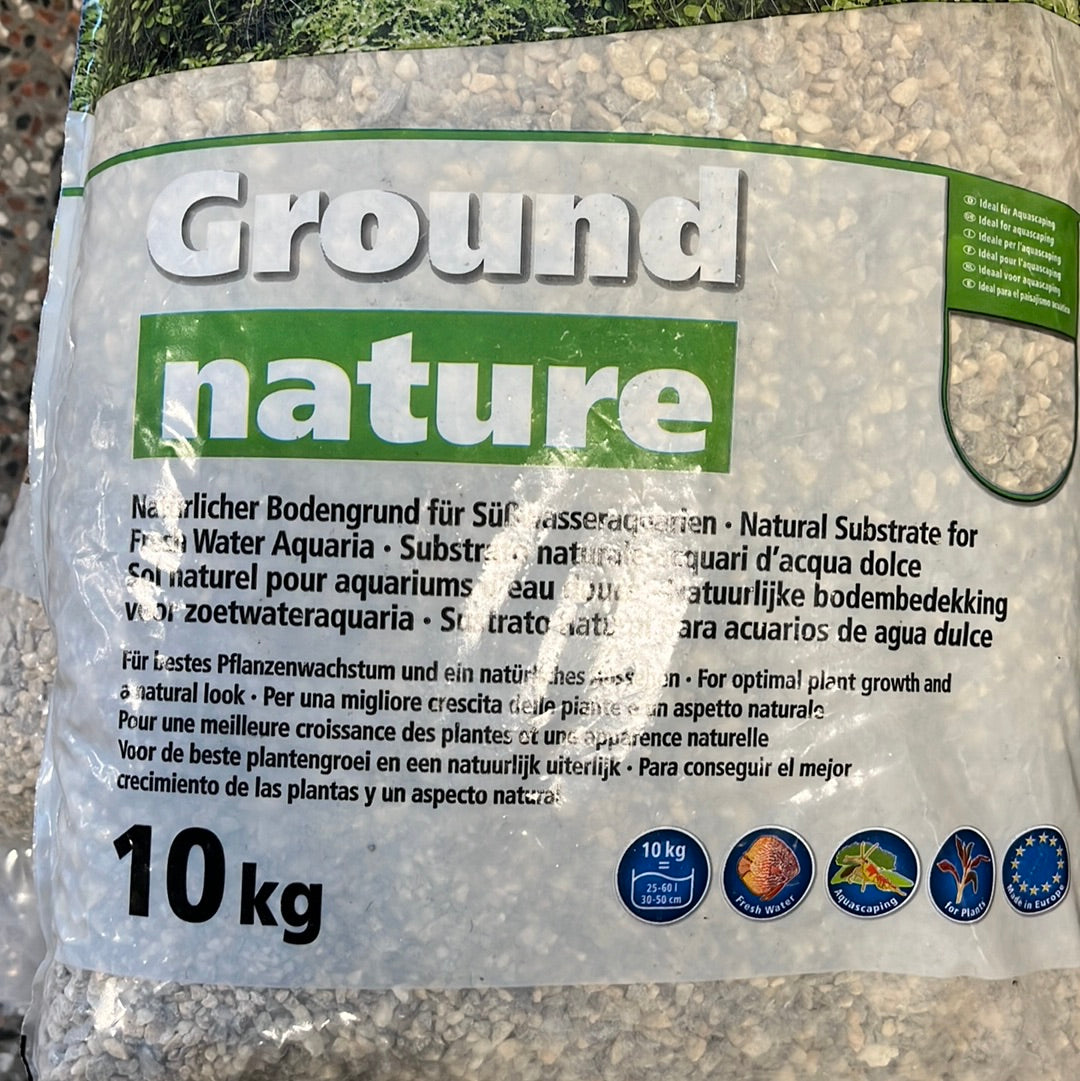 Ground
nature
D Ideal für Aquascaping
GB Ideal for aquascaping
I Ideale per l'aquascaping
F Idéal pour l'aquascaping
NL Ideaal voor aquascaping
E Ideal para el paisajismo acuático
Natürlicher Bodengrund für Süßwasseraquarien • Natural Substrate for
Fresh Water Aquaria • Substrato naturale acquari d'acqua dolce
Sol naturel pour aquariums d'eau douce • Natuurlijke bodembedekking
voor zoetwateraquaria • Sustrato natural para acuarios de agua dulce
Für bestes Pflanzenwachstum und ein natürliches Aussehen • For optimal plant growth and
a natural look • Per una migliore crescita delle piante e un aspetto naturale
Pour une meilleure croissance des plantes et une apparence naturelle
Voor de beste plantengroei en een natuurlijk uiterlijk • Para conseguir el mejor
crecimiento de las plantas y un aspecto natural
10 kg
10 kg
=
25-60 l
30-50 cm
Fresh Water
Aquascaping
for Plants
Made in Europe